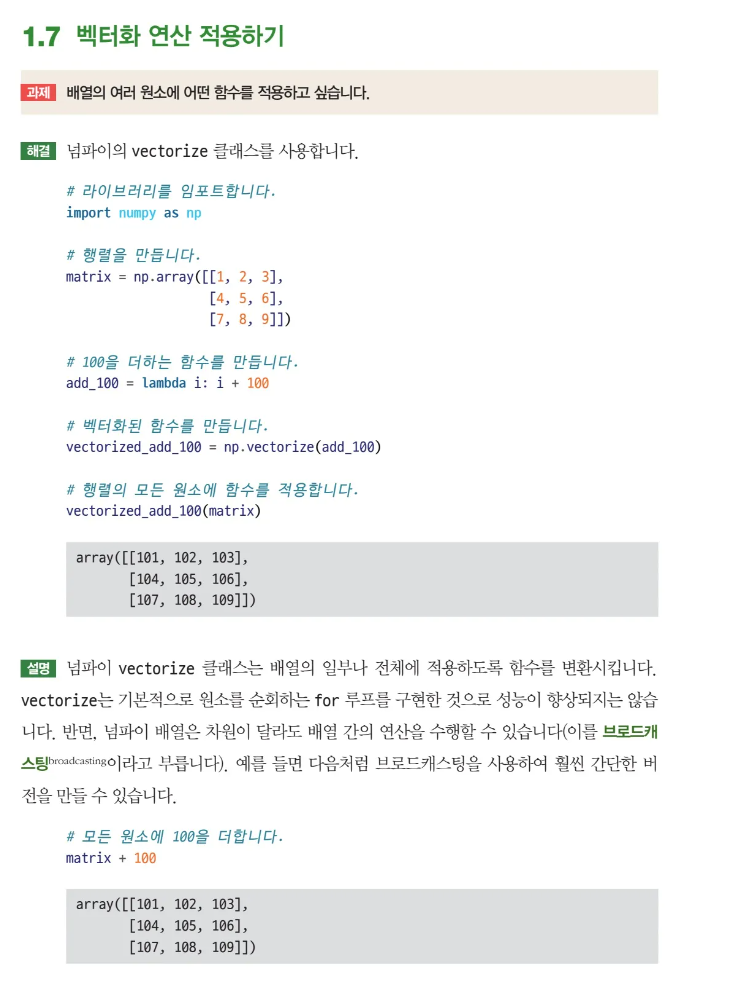 1.7 벡터화 연산 적용하기
과제 배열의 여러 원소에 어떤 함수를 적용하고 싶습니다.
해결 넘파이의 vectorize 클래스를 사용합니다.
# 라이브러리를 임포트합니다.
import numpy as np
# 행렬을 만듭니다.
matrix = np.array([[1, 2, 3],
[4, 5, 6],
[7, 8, 9]])
# 100을 더하는 함수를 만듭니다.
add_100 = lambda i: i + 100
# 벡터화된 함수를 만듭니다.
vectorized_add_100 = np.vectorize(add_100)
# 행렬의 모든 원소에 함수를 적용합니다.
vectorized_add_100(matrix)
array([[101, 102, 103],
[104, 105, 106],
[107, 108, 109]])
설명 넘파이 vectorize 클래스는 배열의 일부나 전체에 적용하도록 함수를 변환시킵니다.
vectorize는 기본적으로 원소를 순회하는 for 루프를 구현한 것으로 성능이 향상되지는 않습
니다. 반면, 넘파이 배열은 차원이 달라도 배열 간의 연산을 수행할 수 있습니다(이를 브로드캐
스팅broadcasting이라고 부릅니다). 예를 들면 다음처럼 브로드캐스팅을 사용하여 훨씬 간단한 버
전을 만들 수 있습니다.
# 모든 원소에 100을 더합니다.
matrix + 100
array([[101, 102, 103],
[104, 105, 106],
[107, 108, 109]])